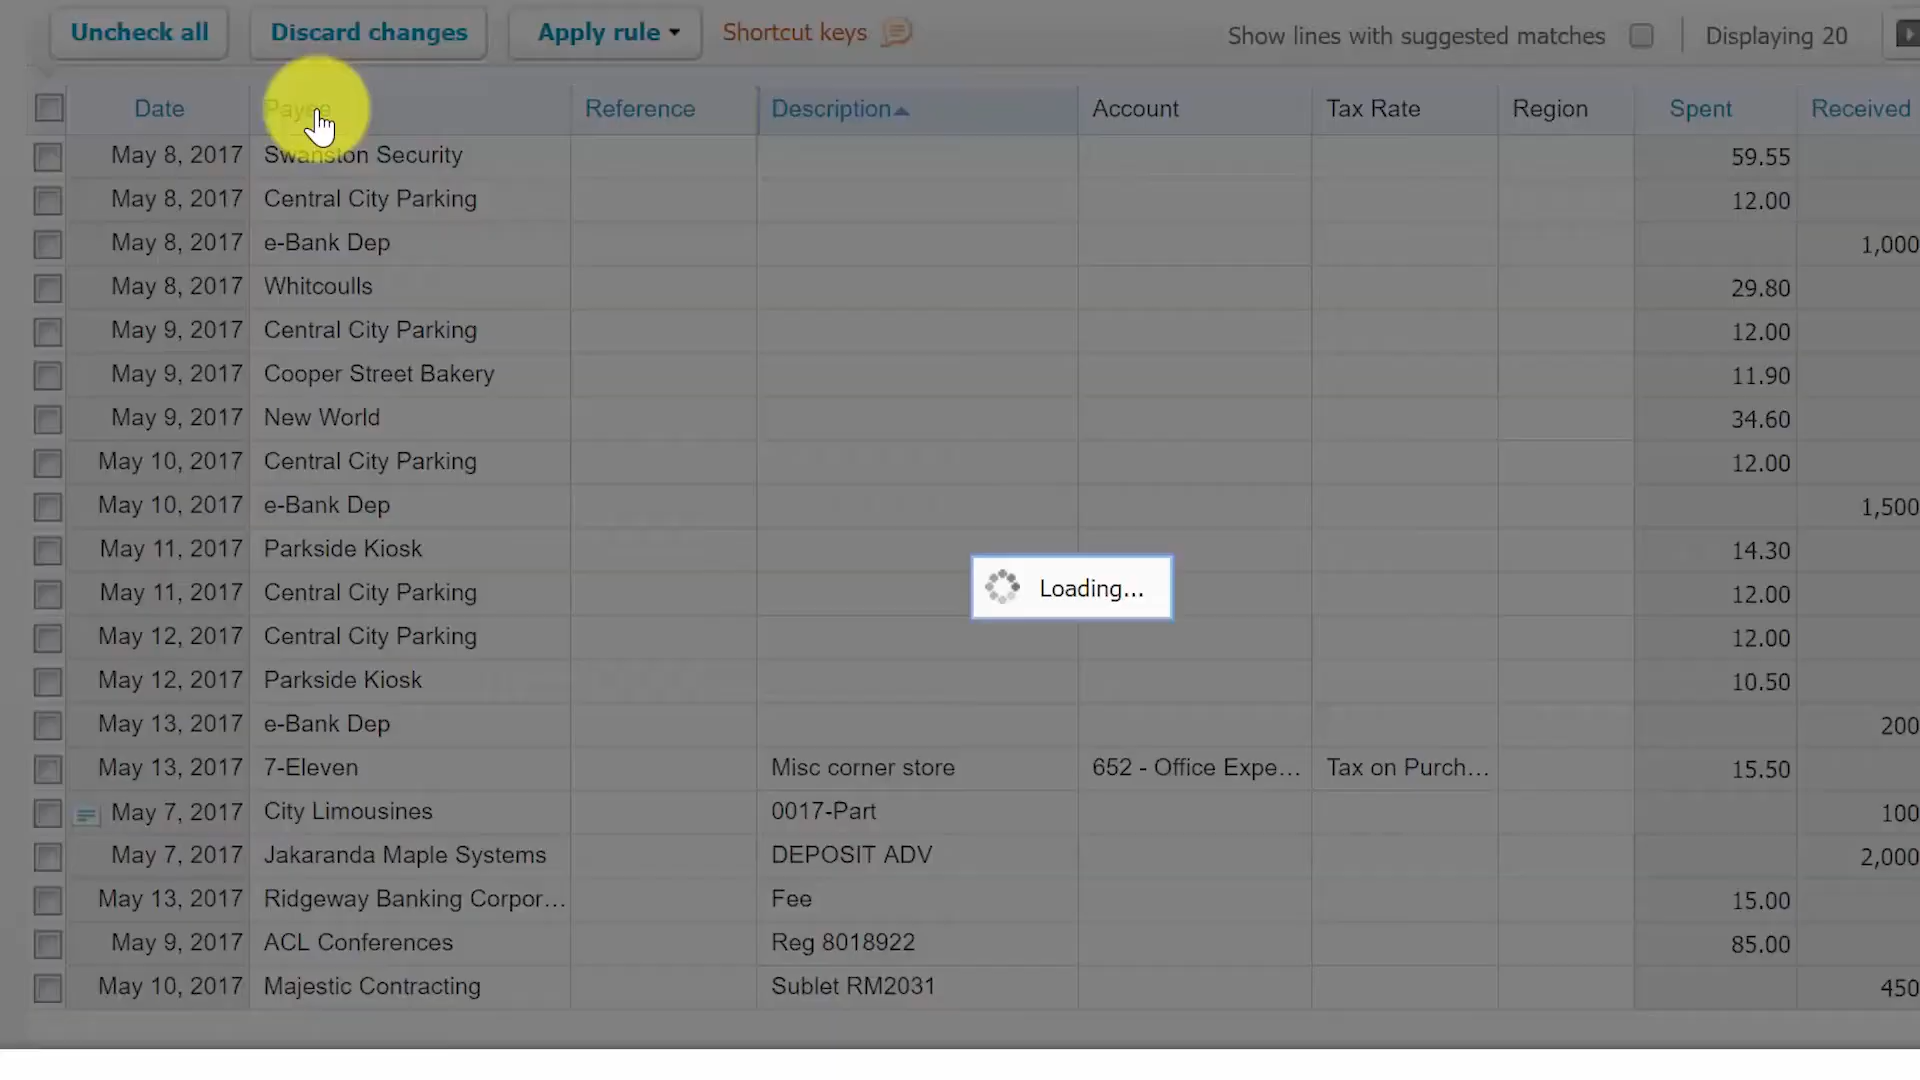 Uncheck all Discard changes Apply rule Shortcut keys Show lines with suggested matches Displaying 20
Date Payee Reference Description Account Tax Rate Region Spent Received
May 8, 2017 Swanston Security 59.55
May 8, 2017 Central City Parking 12.00
May 8, 2017 e-Bank Dep 1,000
May 8, 2017 Whitcoulls 29.80
May 9, 2017 Central City Parking 12.00
May 9, 2017 Cooper Street Bakery 11.90
May 9, 2017 New World 34.60
May 10, 2017 Central City Parking 12.00
May 10, 2017 e-Bank Dep 1,500
May 11, 2017 Parkside Kiosk 14.30
Loading...
May 11, 2017 Central City Parking 12.00
May 12, 2017 Central City Parking 12.00
May 12, 2017 Parkside Kiosk 10.50
May 13, 2017 e-Bank Dep 200
May 13, 2017 7-Eleven Misc corner store 652 - Office Expe... Tax on Purch... 15.50
May 7, 2017 City Limousines 0017-Part 100
May 7, 2017 Jakaranda Maple Systems DEPOSIT ADV 2,000
May 13, 2017 Ridgeway Banking Corpor... Fee 15.00
May 9, 2017 ACL Conferences Reg 8018922 85.00
May 10, 2017 Majestic Contracting Sublet RM2031 450